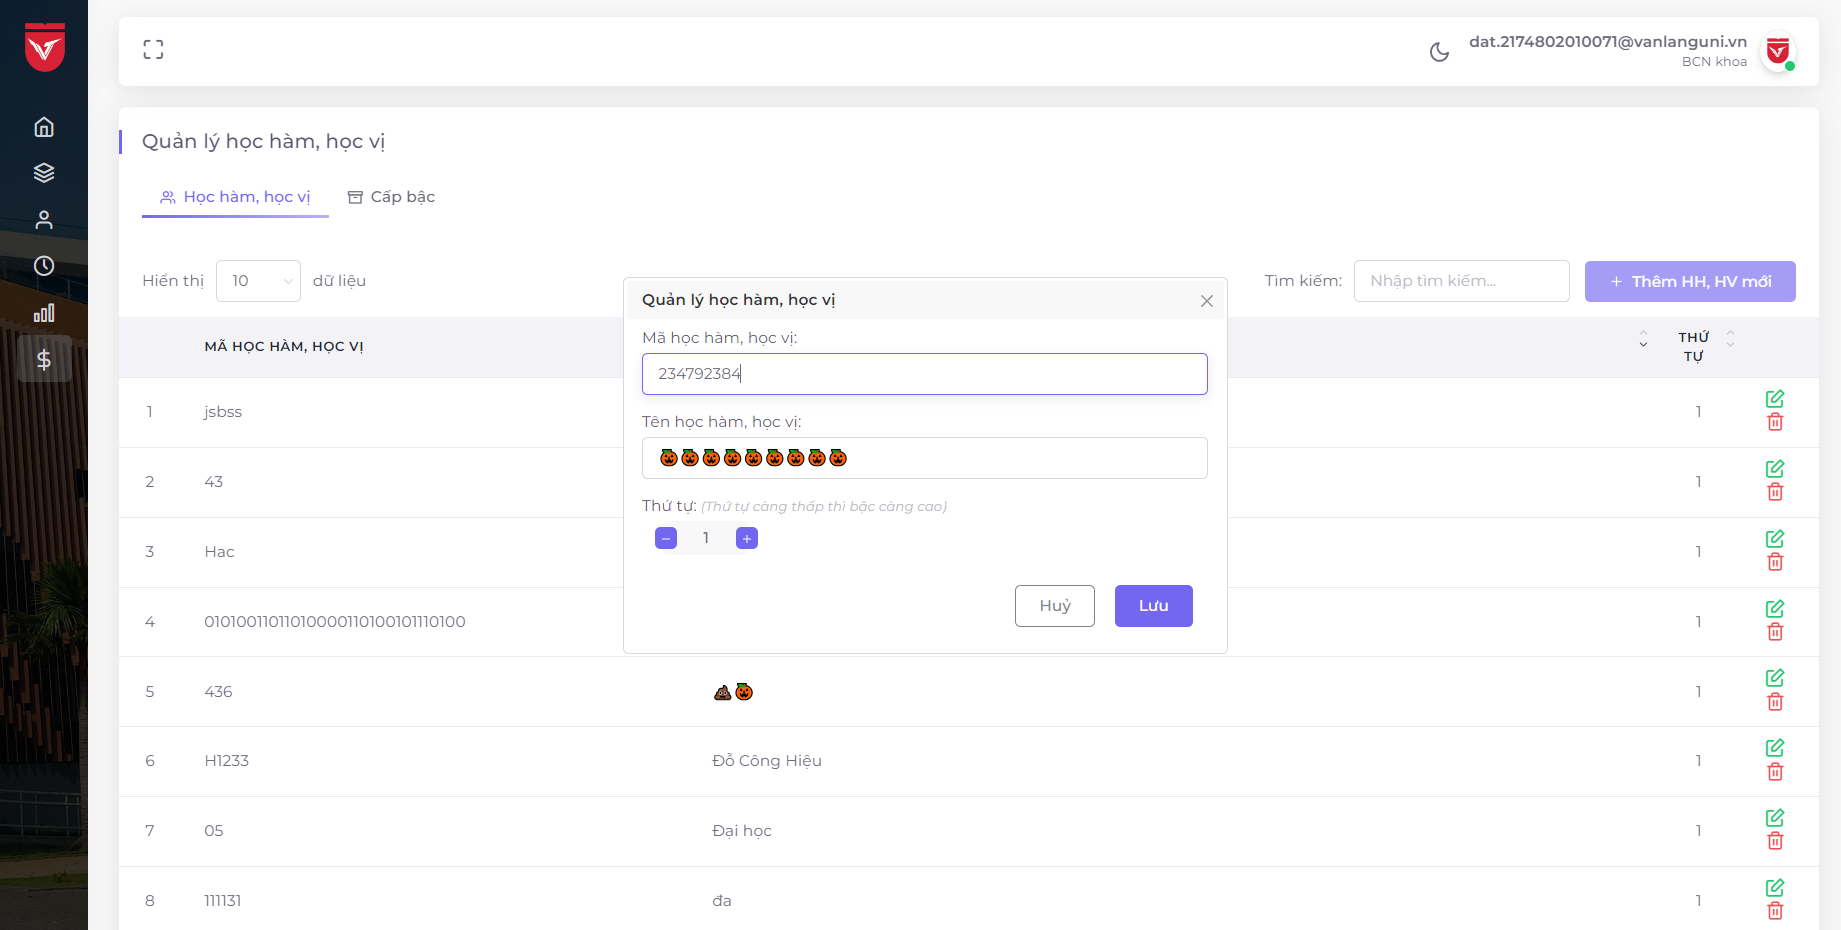 dat.2174802010071@vanlanguni.vn
BCN khoa
Quản lý học hàm, học vị
Học hàm, học vị
Cấp bậc
Hiển thị 10 dữ liệu
Tìm kiếm: Nhập tìm kiếm...
+ Thêm HH, HV mới
MÃ HỌC HÀM, HỌC VỊ
THỨ
TỰ
1 jsbss 1
2 43 1
3 Hac 1
4 01010011011010000110100101110100 1
5 436 💩🎃 1
6 H1233 Đỗ Công Hiệu 1
7 05 Đại học 1
8 111131 đa 1
Quản lý học hàm, học vị
Mã học hàm, học vị:
234792384
Tên học hàm, học vị:
🎃🎃🎃🎃🎃🎃🎃🎃🎃
Thứ tự: (Thứ tự càng thấp thì bậc càng cao)
− 1 +
Huỷ
Lưu